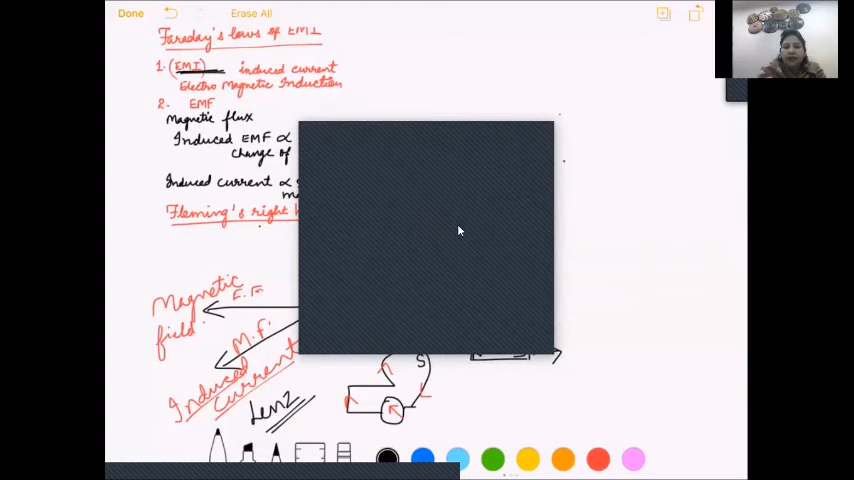 Done
Erase All
Faraday's laws of EMI
1. (EMI) induced current
Electro Magnetic Induction
2. EMF
Magnetic flux
Induced EMF ∝
change of
Induced current ∝
Fleming's right
Magnetic
field
M.F.
Induced
Current
Lenz
S